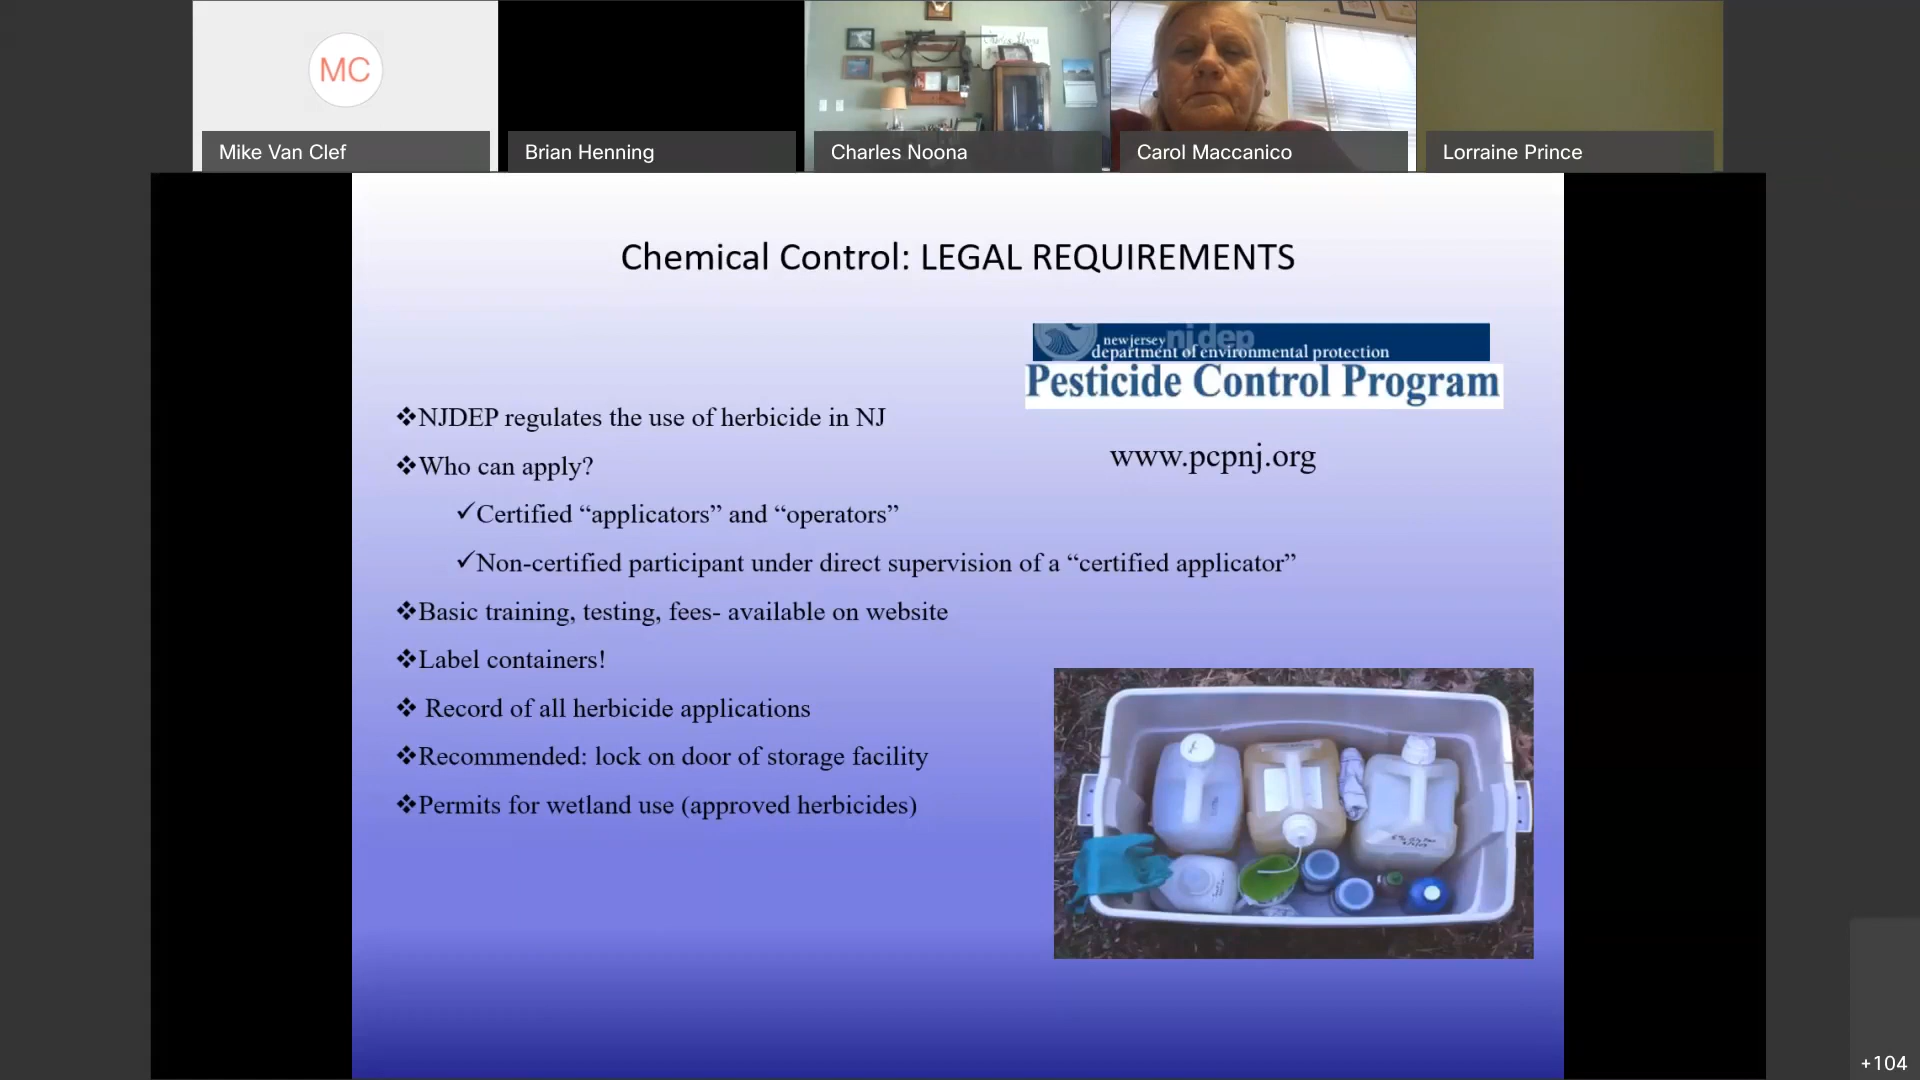 MC
Mike Van Clef
Brian Henning
Charles Noona
Carol Maccanico
Lorraine Prince
Chemical Control: LEGAL REQUIREMENTS
njdep
new jersey
department of environmental protection
Pesticide Control Program
www.pcpnj.org
❖NJDEP regulates the use of herbicide in NJ
❖Who can apply?
✓Certified “applicators” and “operators”
✓Non-certified participant under direct supervision of a “certified applicator”
❖Basic training, testing, fees- available on website
❖Label containers!
❖ Record of all herbicide applications
❖Recommended: lock on door of storage facility
❖Permits for wetland use (approved herbicides)
+104